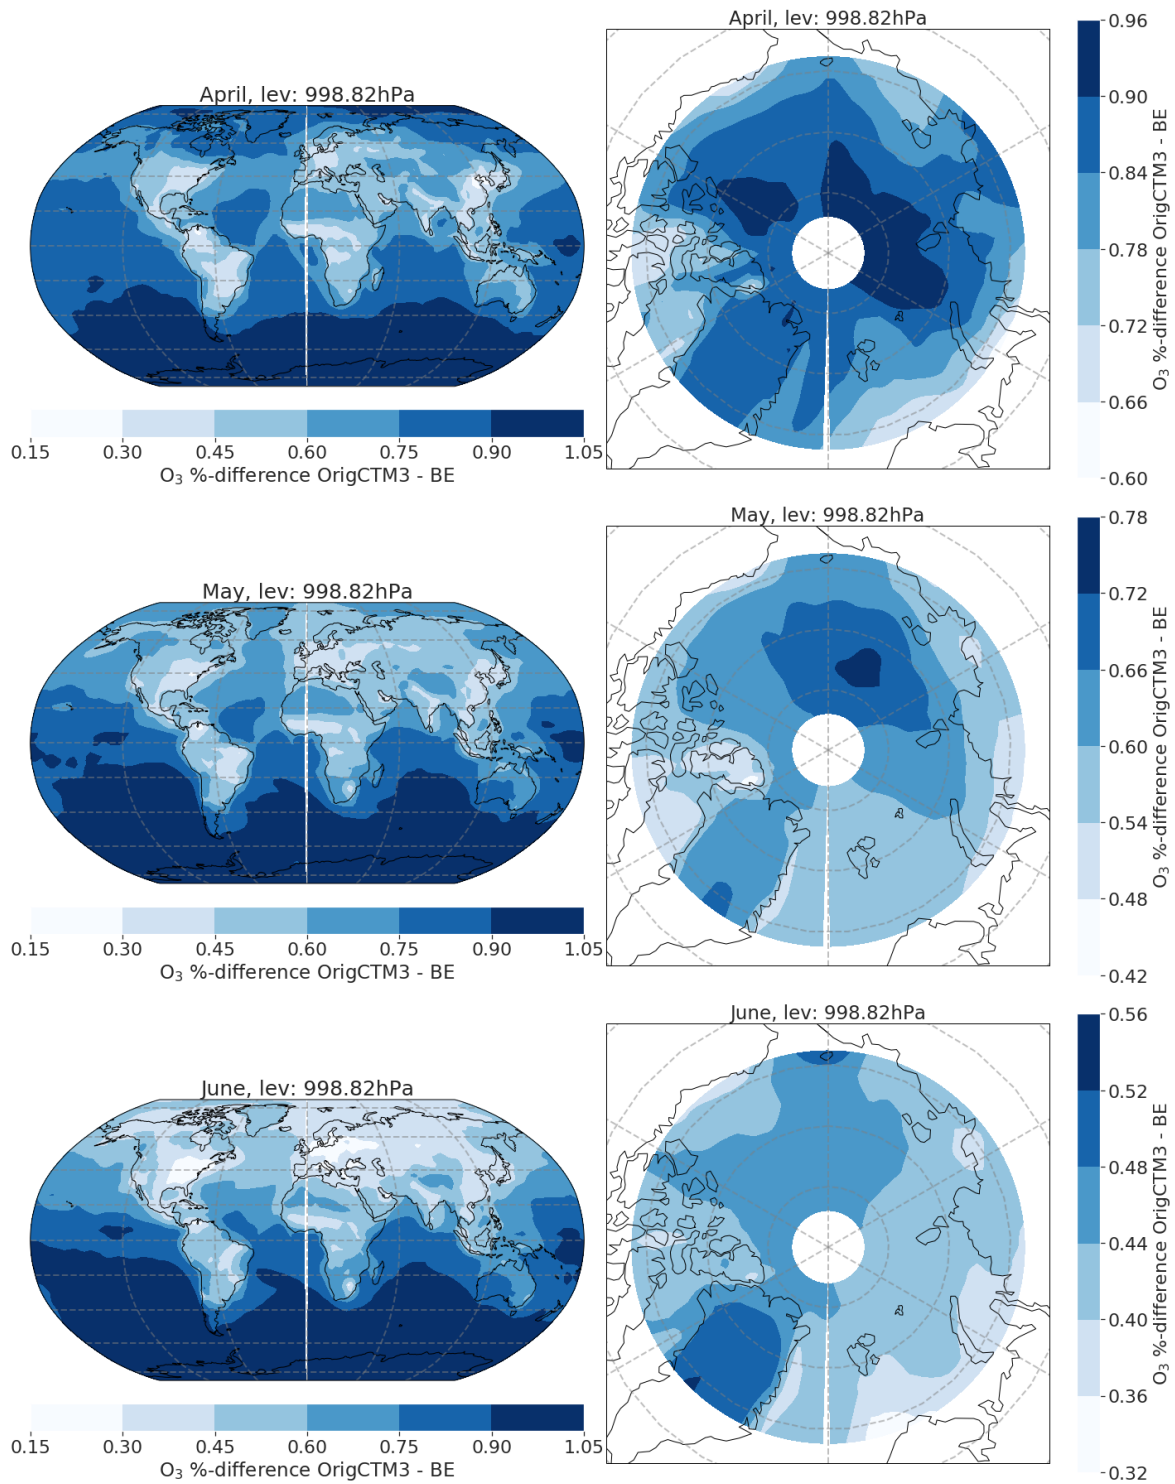 April, lev: 998.82hPa
0.15 0.30 0.45 0.60 0.75 0.90 1.05
O₃ %-difference OrigCTM3 - BE
April, lev: 998.82hPa
0.96
0.90
0.84
0.78
0.72
0.66
0.60
O₃ %-difference OrigCTM3 - BE
May, lev: 998.82hPa
0.15 0.30 0.45 0.60 0.75 0.90 1.05
O₃ %-difference OrigCTM3 - BE
May, lev: 998.82hPa
0.78
0.72
0.66
0.60
0.54
0.48
0.42
O₃ %-difference OrigCTM3 - BE
June, lev: 998.82hPa
0.15 0.30 0.45 0.60 0.75 0.90 1.05
O₃ %-difference OrigCTM3 - BE
June, lev: 998.82hPa
0.56
0.52
0.48
0.44
0.40
0.36
0.32
O₃ %-difference OrigCTM3 - BE